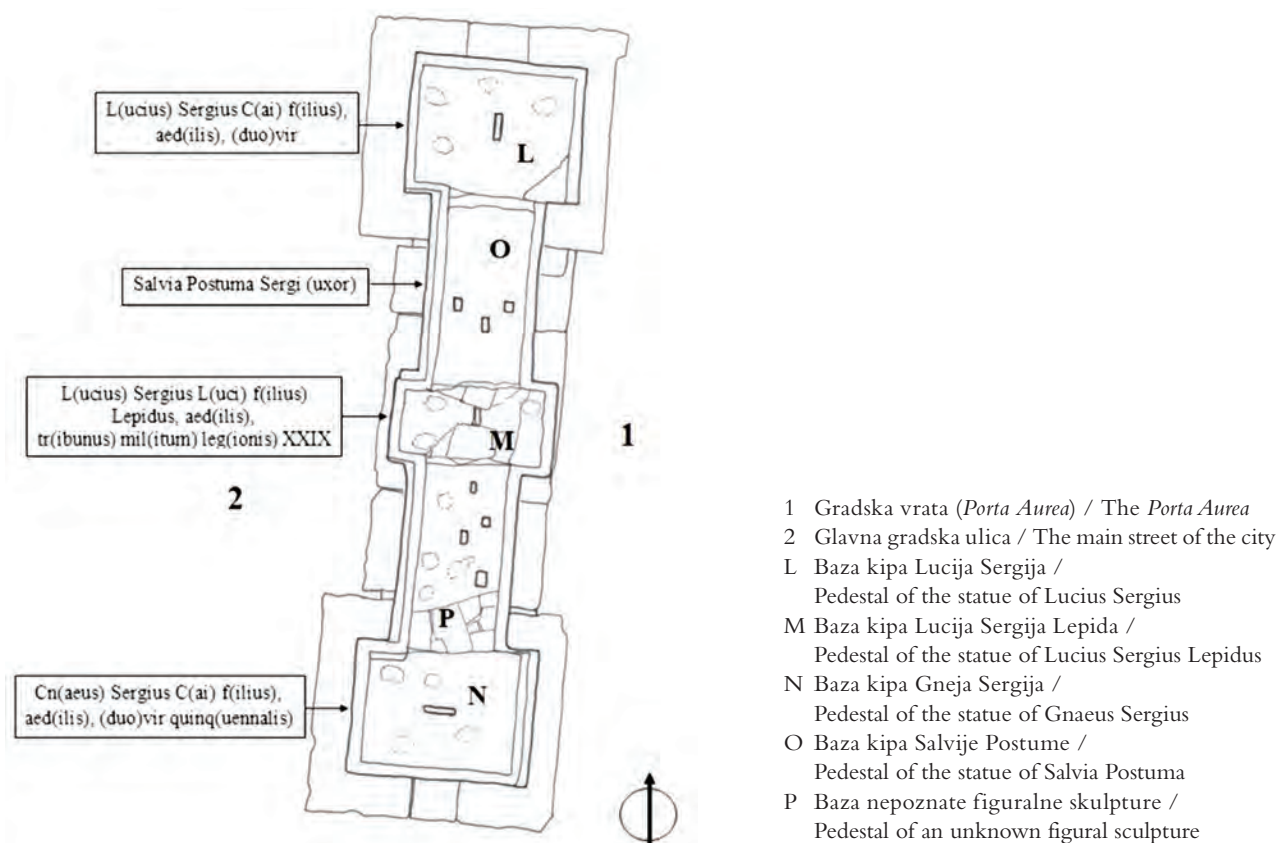 L(ucius) Sergius C(ai) f(ilius),
aed(ilis), (duo)vir
L
O
Salvia Postuma Sergi (uxor)
L(ucius) Sergius L(uci) f(ilius)
Lepidus, aed(ilis),
tr(ibunus) mil(itum) leg(ionis) XXIX
M
1
2
P
Cn(aeus) Sergius C(ai) f(ilius),
aed(ilis), (duo)vir quinq(uennalis)
N
1 Gradska vrata (Porta Aurea) / The Porta Aurea
2 Glavna gradska ulica / The main street of the city
L Baza kipa Lucija Sergija /
Pedestal of the statue of Lucius Sergius
M Baza kipa Lucija Sergija Lepida /
Pedestal of the statue of Lucius Sergius Lepidus
N Baza kipa Gneja Sergija /
Pedestal of the statue of Gnaeus Sergius
O Baza kipa Salvije Postume /
Pedestal of the statue of Salvia Postuma
P Baza nepoznate figuralne skulpture /
Pedestal of an unknown figural sculpture